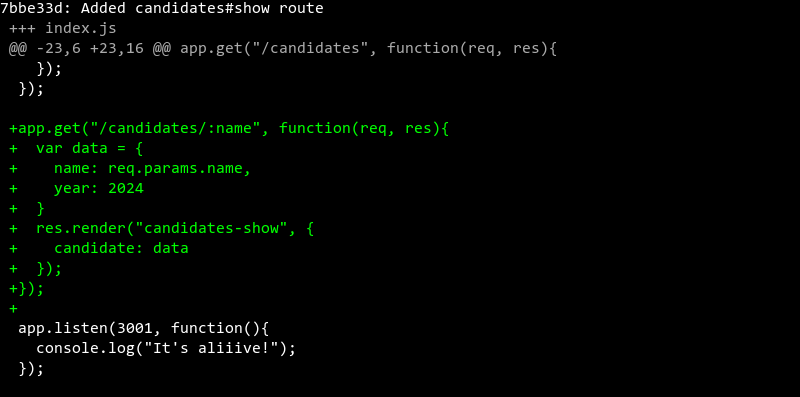 7bbe33d: Added candidates#show route
+++ index.js
@@ -23,6 +23,16 @@ app.get("/candidates", function(req, res){
    });
  });

+app.get("/candidates/:name", function(req, res){
+  var data = {
+    name: req.params.name,
+    year: 2024
+  }
+  res.render("candidates-show", {
+    candidate: data
+  });
+});
+
 app.listen(3001, function(){
   console.log("It's aliiive!");
 });